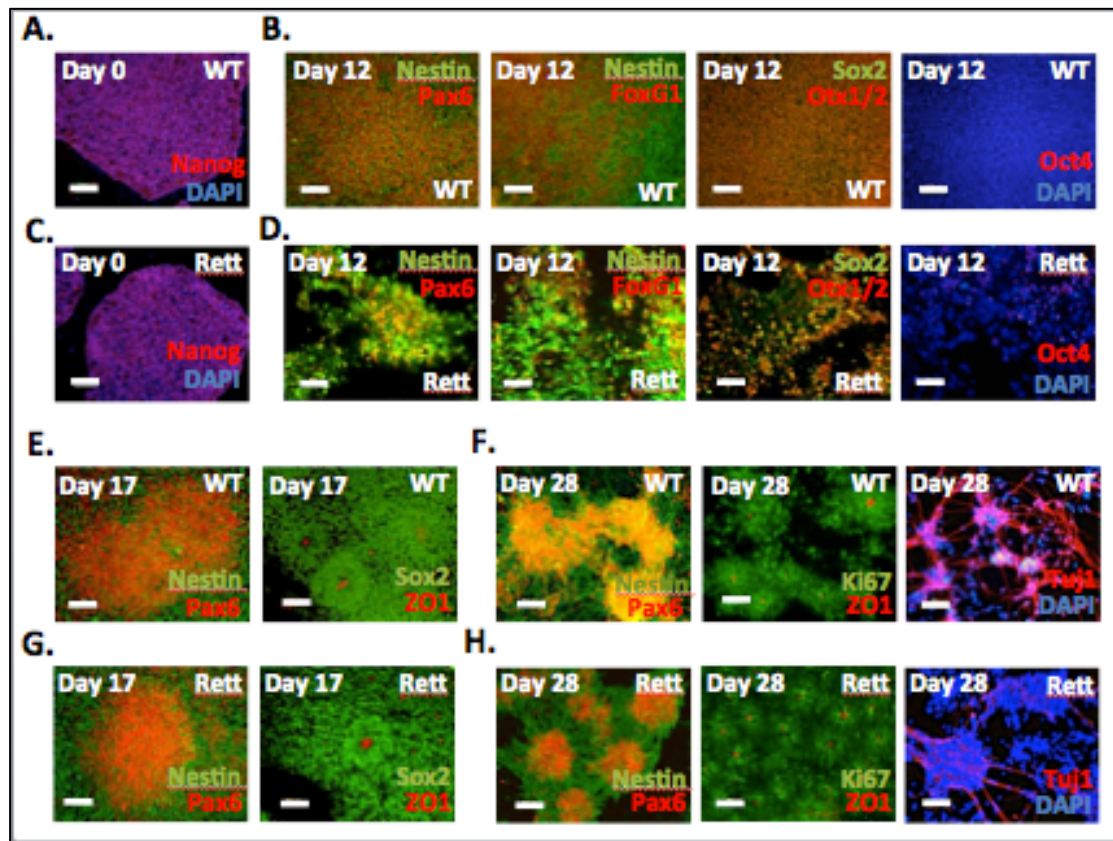 A.
Day 0 WT
Nanog
DAPI
B.
Day 12 Nestin
Pax6
WT
Day 12 Nestin
FoxG1
WT
Day 12 Sox2
Otx1/2
WT
Day 12 WT
Oct4
DAPI
C.
Day 0 Rett
Nanog
DAPI
D.
Day 12 Nestin
Pax6
Rett
Day 12 Nestin
FoxG1
Rett
Day 12 Sox2
Otx1/2
Rett
Day 12 Rett
Oct4
DAPI
E.
Day 17 WT
Nestin
Pax6
Day 17 WT
Sox2
ZO1
F.
Day 28 WT
Nestin
Pax6
Day 28 WT
Ki67
ZO1
Day 28 WT
Tuj1
DAPI
G.
Day 17 Rett
Nestin
Pax6
Day 17 Rett
Sox2
ZO1
H.
Day 28 Rett
Nestin
Pax6
Day 28 Rett
Ki67
ZO1
Day 28 Rett
Tuj1
DAPI